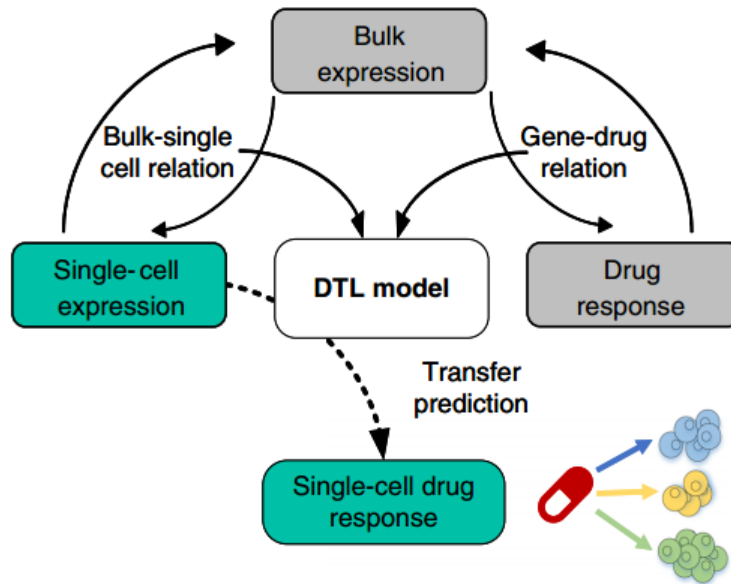 Bulk
expression
Bulk-single
cell relation
Gene-drug
relation
Single-cell
expression
DTL model
Drug
response
Transfer
prediction
Single-cell drug
response